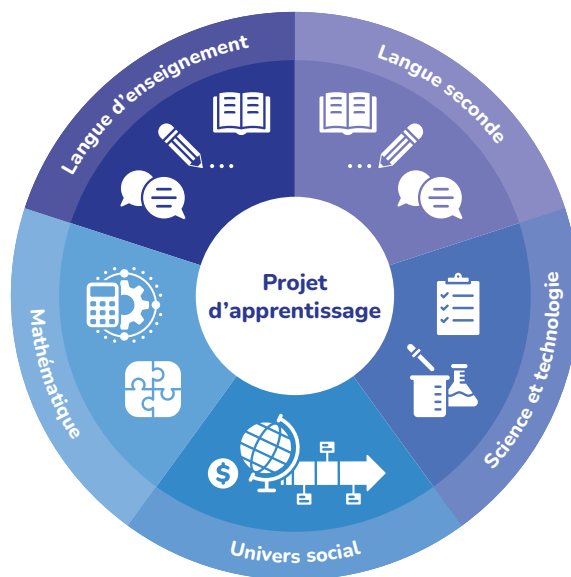 Langue d'enseignement
Langue seconde
Projet
d'apprentissage
Mathématique
Science et technologie
$
Univers social